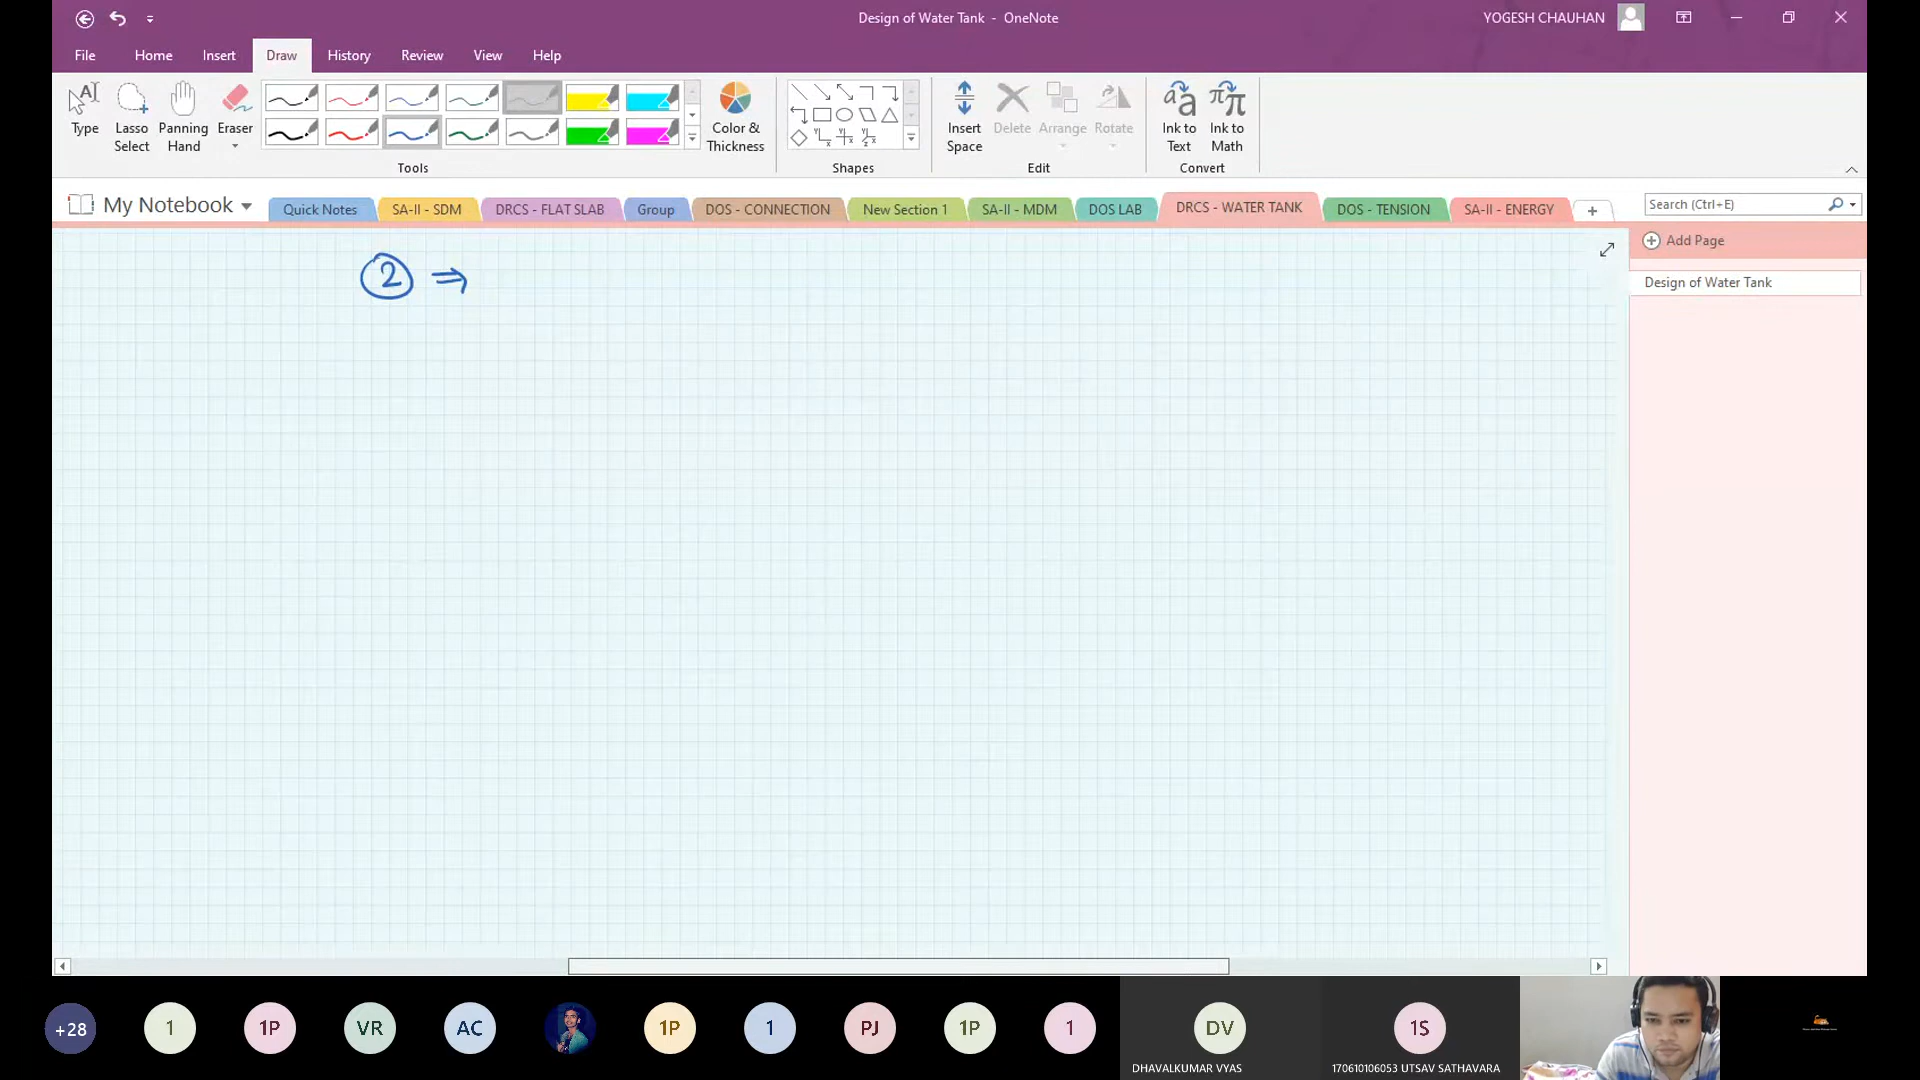 Design of Water Tank - OneNote
YOGESH CHAUHAN
File Home Insert Draw History Review View Help
Type
Lasso Select
Panning Hand
Eraser
Color & Thickness
Insert Space
Delete
Arrange
Rotate
Ink to Text
Ink to Math
Tools
Shapes
Edit
Convert
My Notebook
Quick Notes
SA-II - SDM
DRCS - FLAT SLAB
Group
DOS - CONNECTION
New Section 1
SA-II - MDM
DOS LAB
DRCS - WATER TANK
DOS - TENSION
SA-II - ENERGY
Search (Ctrl+E)
Add Page
Design of Water Tank
2 ⇒
+28
1
1P
VR
AC
1P
1
PJ
1P
1
DV
1S
DHAVALKUMAR VYAS
170610106053 UTSAV SATHAVARA